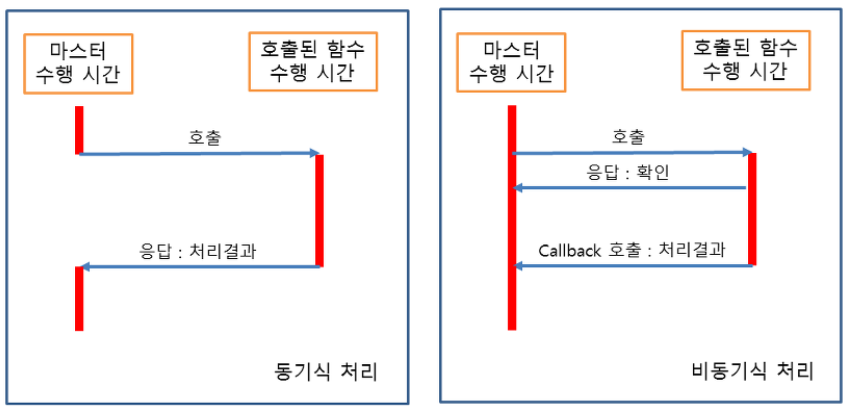 마스터
수행 시간
호출된 함수
수행 시간
호출
응답 : 처리결과
동기식 처리
마스터
수행 시간
호출된 함수
수행 시간
호출
응답 : 확인
Callback 호출 : 처리결과
비동기식 처리